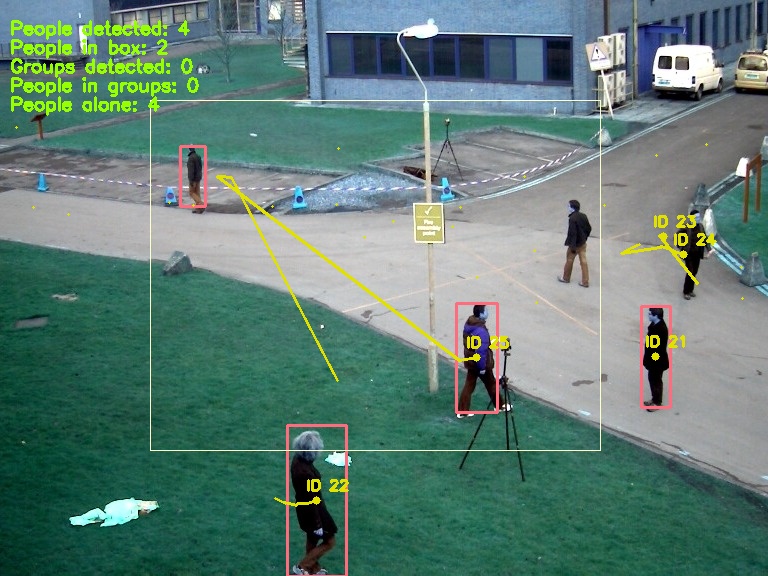 People detected: 4
People in box: 2
Groups detected: 0
People in groups: 0
People alone: 4
ID 23
ID 24
ID 25
ID 21
ID 22